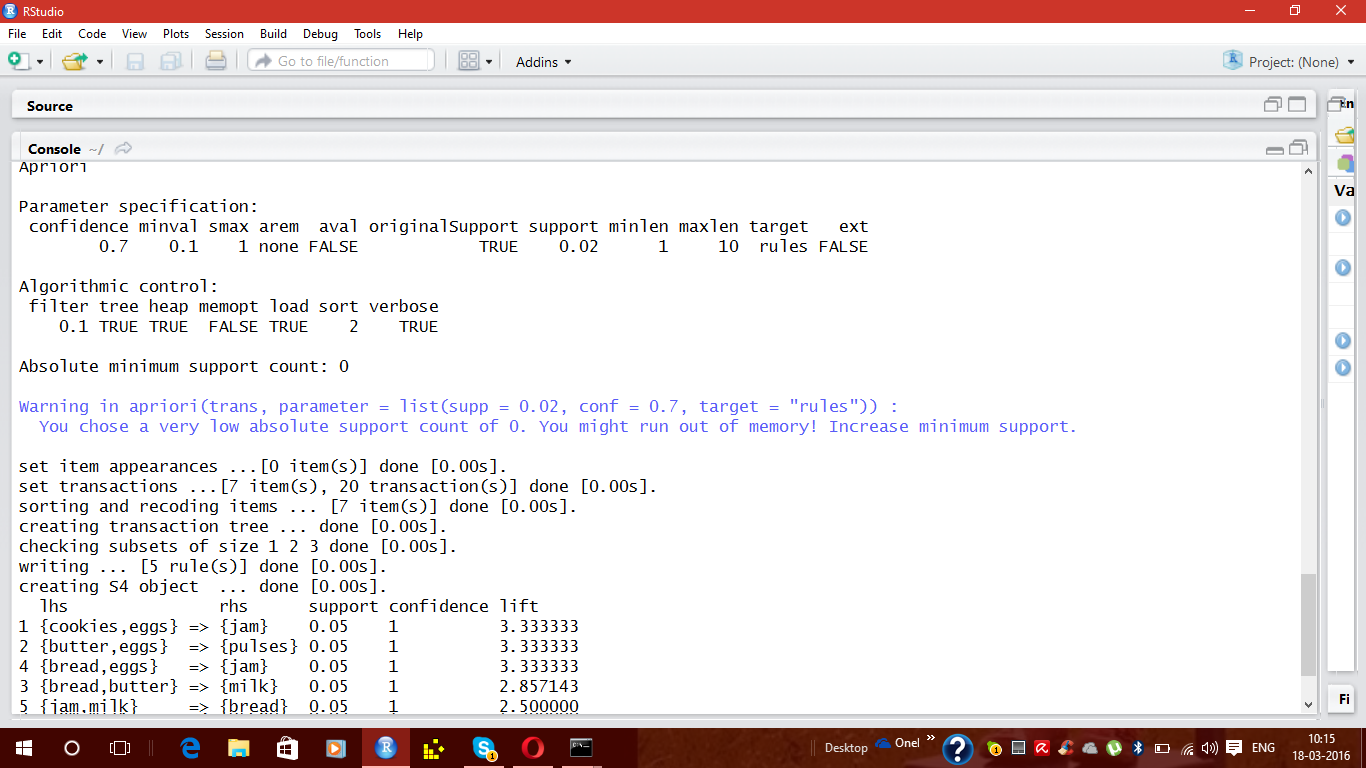 RStudio
File Edit Code View Plots Session Build Debug Tools Help
Go to file/function Addins Project: (None)
Source
Console ~/
Apriori
Parameter specification:
confidence minval smax arem aval originalSupport support minlen maxlen target ext
0.7 0.1 1 none FALSE TRUE 0.02 1 10 rules FALSE
Algorithmic control:
filter tree heap memopt load sort verbose
0.1 TRUE TRUE FALSE TRUE 2 TRUE
Absolute minimum support count: 0
Warning in apriori(trans, parameter = list(supp = 0.02, conf = 0.7, target = "rules")) :
You chose a very low absolute support count of 0. You might run out of memory! Increase minimum support.
set item appearances ...[0 item(s)] done [0.00s].
set transactions ...[7 item(s), 20 transaction(s)] done [0.00s].
sorting and recoding items ... [7 item(s)] done [0.00s].
creating transaction tree ... done [0.00s].
checking subsets of size 1 2 3 done [0.00s].
writing ... [5 rule(s)] done [0.00s].
creating S4 object ... done [0.00s].
lhs rhs support confidence lift
1 {cookies,eggs} => {jam} 0.05 1 3.333333
2 {butter,eggs} => {pulses} 0.05 1 3.333333
4 {bread,eggs} => {jam} 0.05 1 3.333333
3 {bread,butter} => {milk} 0.05 1 2.857143
5 {jam,milk} => {bread} 0.05 1 2.500000
En
Va
Fi
Desktop Onel » ENG 10:15
18-03-2016